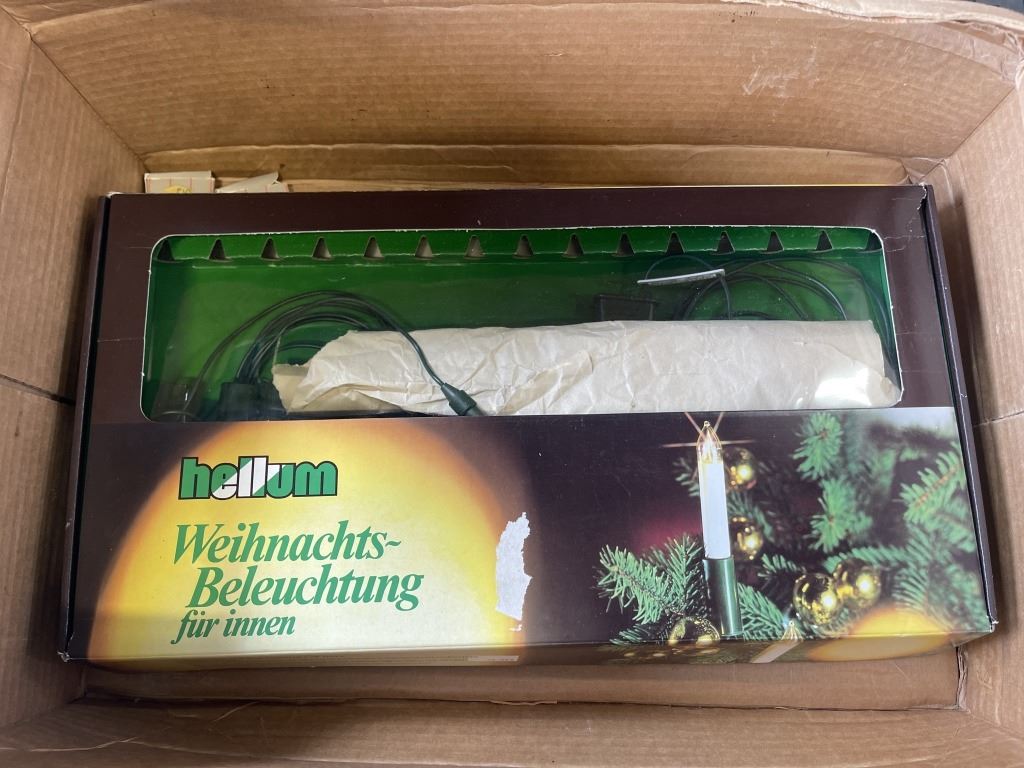 hellum
Weihnachts~
Beleuchtung
für innen